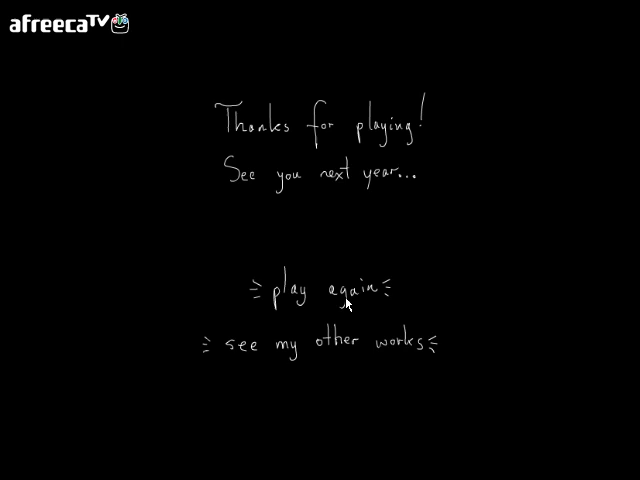 afreecaTV
Thanks for playing!
See you next year...
play again
see my other works